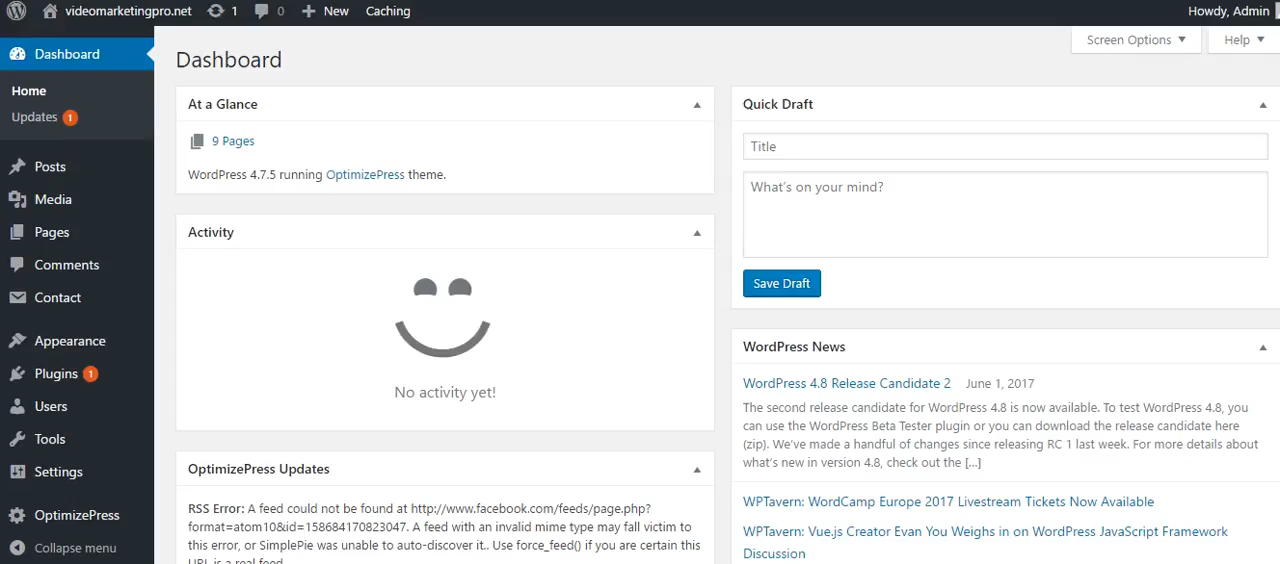 videomarketingpro.net 1 0 New Caching Howdy, Admin
Screen Options Help
Dashboard
Home
Updates 1
Posts
Media
Pages
Comments
Contact
Appearance
Plugins 1
Users
Tools
Settings
OptimizePress
Collapse menu
Dashboard
At a Glance
9 Pages
WordPress 4.7.5 running OptimizePress theme.
Activity
No activity yet!
OptimizePress Updates
RSS Error: A feed could not be found at http://www.facebook.com/feeds/page.php?
format=atom10&id=158684170823047. A feed with an invalid mime type may fall victim to
this error, or SimplePie was unable to auto-discover it.. Use force_feed() if you are certain this
URL is a real feed.
Quick Draft
Title
What's on your mind?
Save Draft
WordPress News
WordPress 4.8 Release Candidate 2 June 1, 2017
The second release candidate for WordPress 4.8 is now available. To test WordPress 4.8, you
can use the WordPress Beta Tester plugin or you can download the release candidate here
(zip). We've made a handful of changes since releasing RC 1 last week. For more details about
what's new in version 4.8, check out the […]
WPTavern: WordCamp Europe 2017 Livestream Tickets Now Available
WPTavern: Vue.js Creator Evan You Weighs in on WordPress JavaScript Framework
Discussion